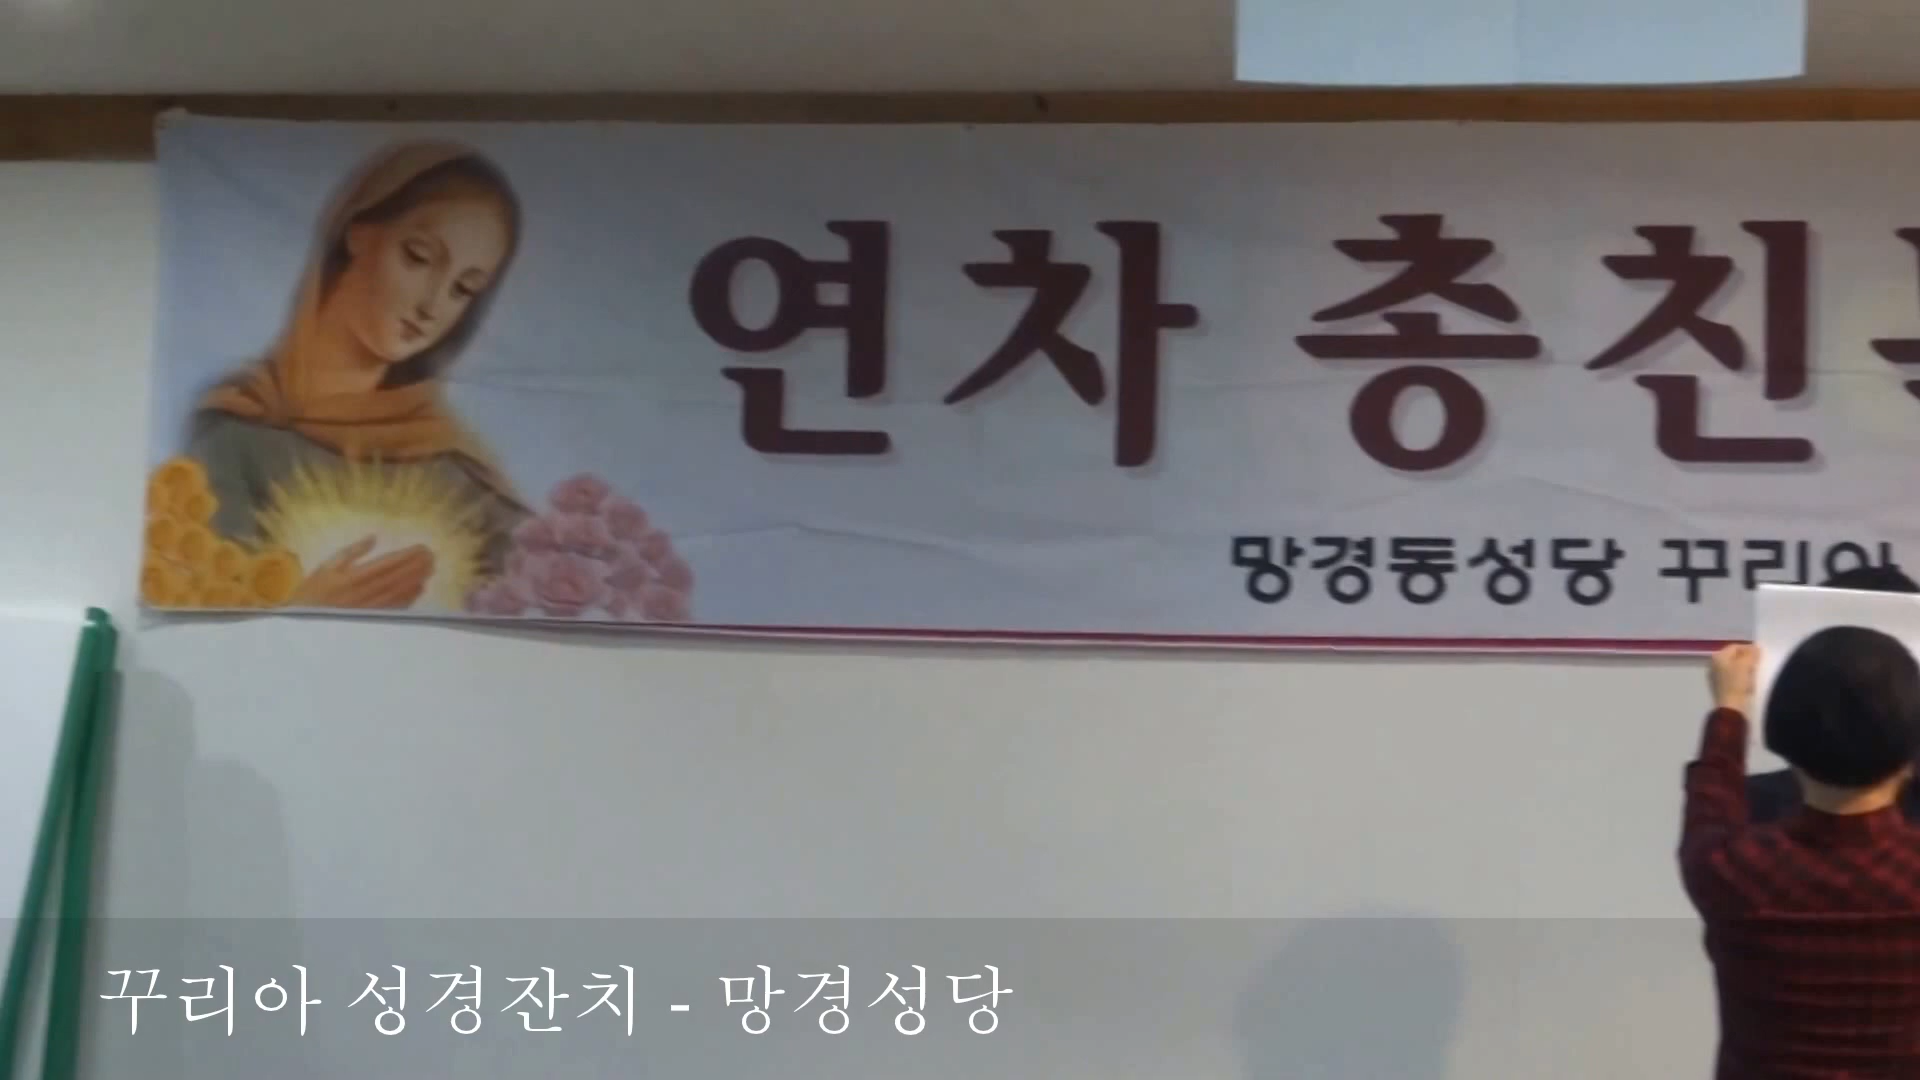 연차 총친
망경동성당 꾸리아
꾸리아 성경잔치 - 망경성당